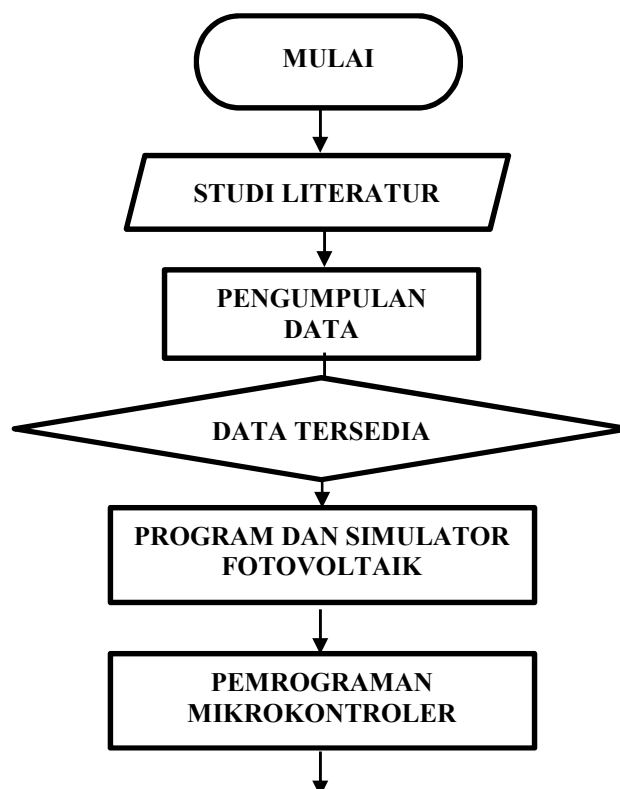 MULAI
STUDI LITERATUR
PENGUMPULAN
DATA
DATA TERSEDIA
PROGRAM DAN SIMULATOR
FOTOVOLTAIK
PEMROGRAMAN
MIKROKONTROLER